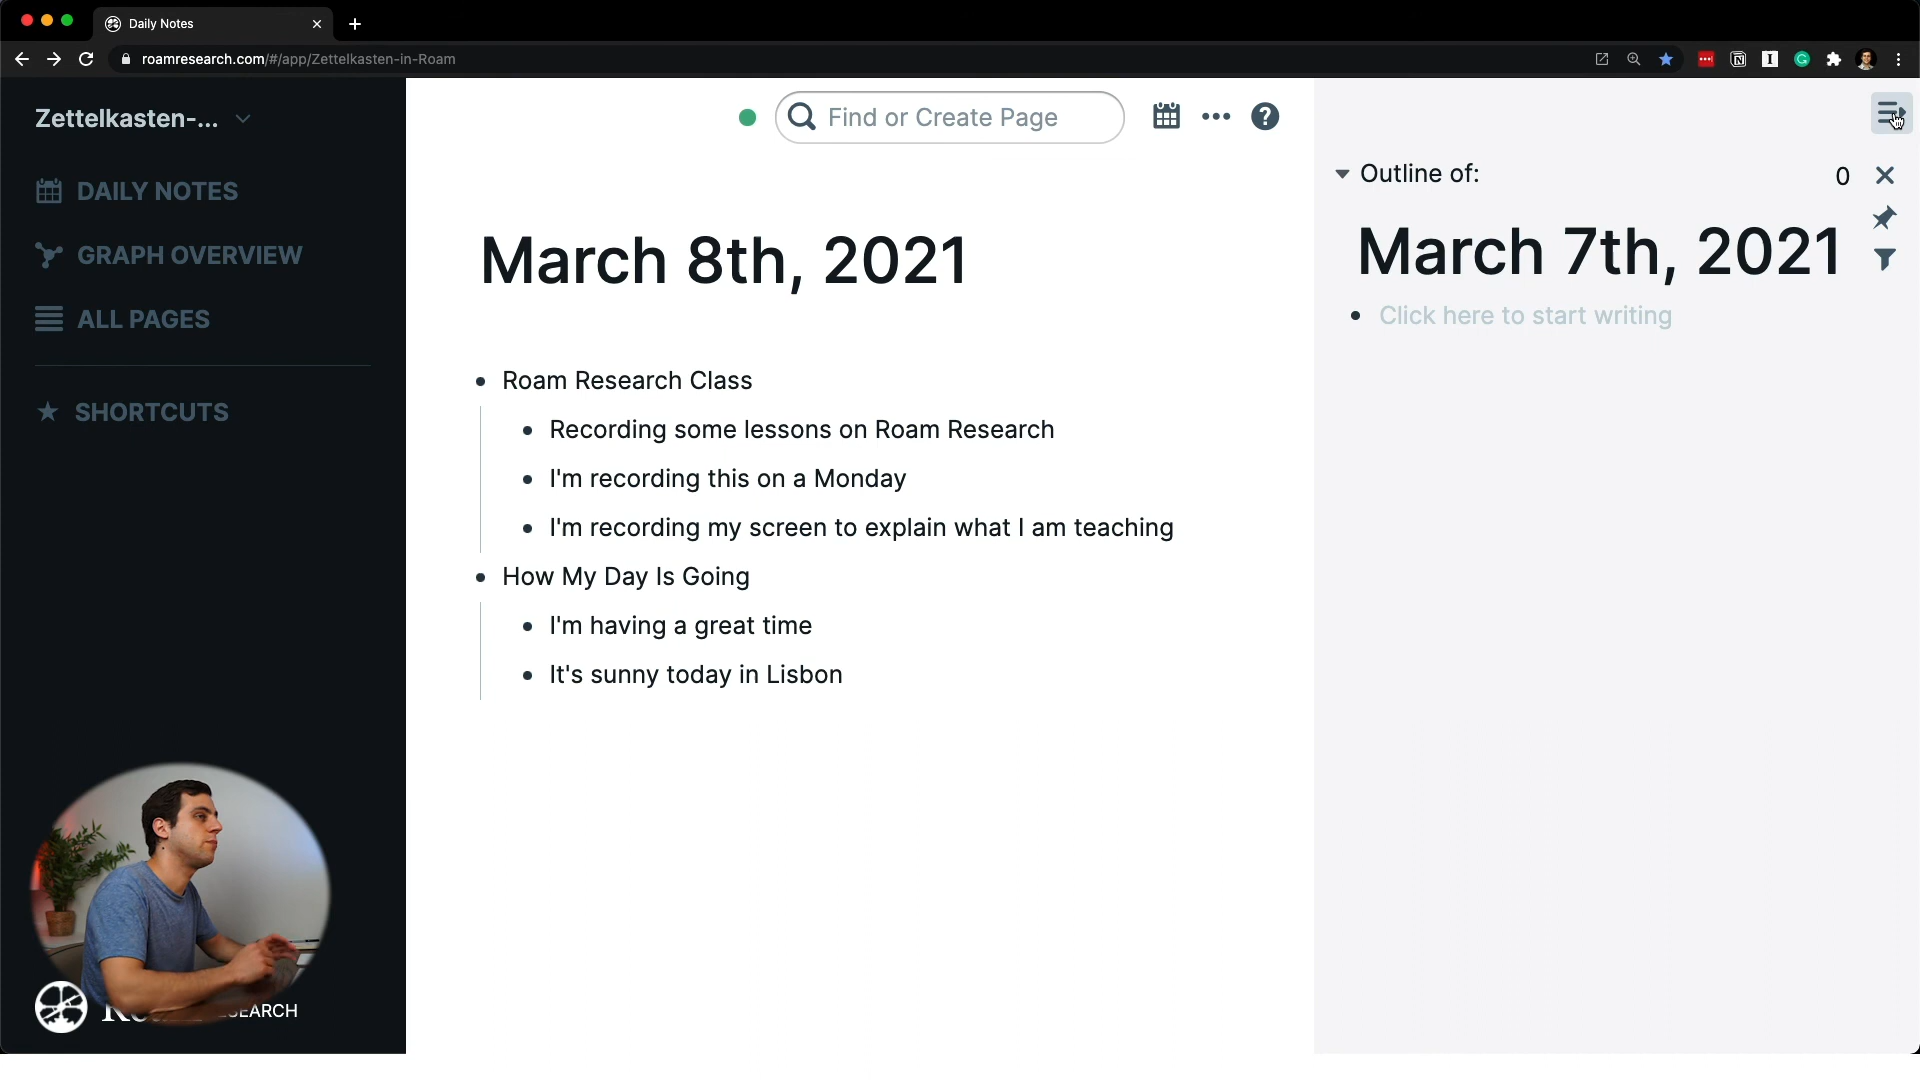 Daily Notes
roamresearch.com/#/app/Zettelkasten-in-Roam
Zettelkasten-...
DAILY NOTES
GRAPH OVERVIEW
ALL PAGES
SHORTCUTS
Find or Create Page
March 8th, 2021
Roam Research Class
Recording some lessons on Roam Research
I'm recording this on a Monday
I'm recording my screen to explain what I am teaching
How My Day Is Going
I'm having a great time
It's sunny today in Lisbon
Outline of:
0
March 7th, 2021
Click here to start writing